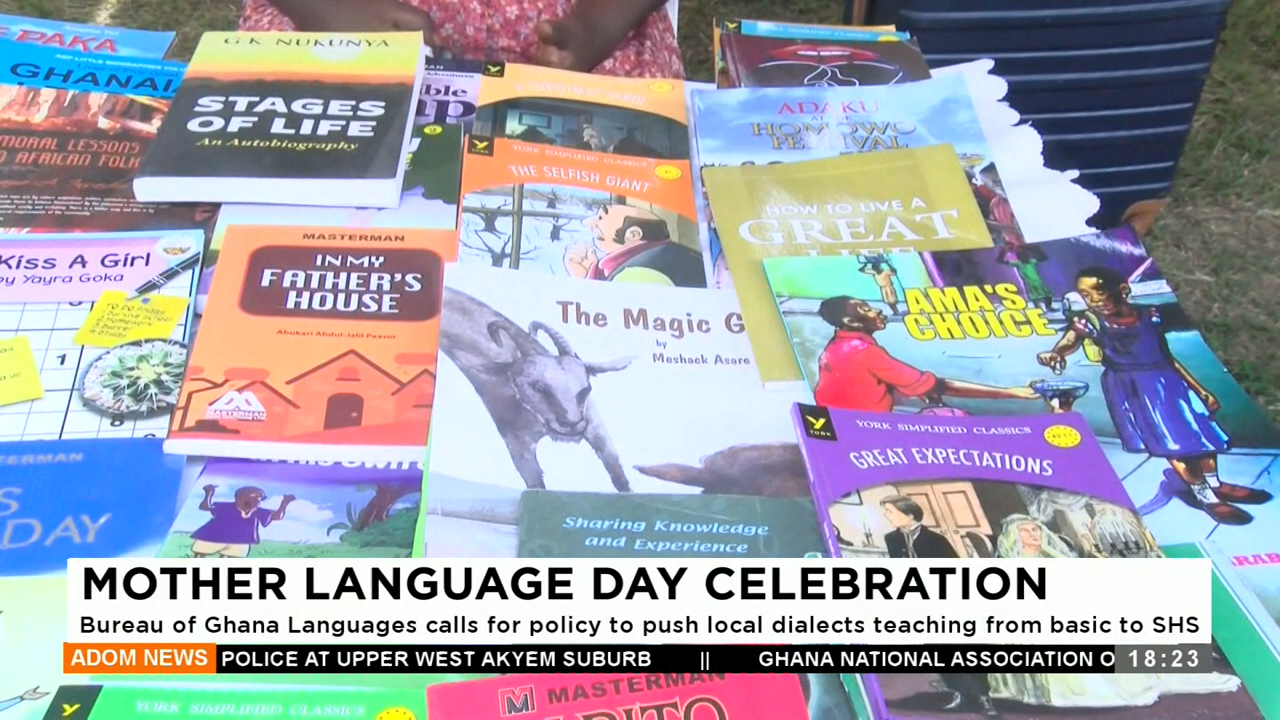 PAKA
GHANAI
MORAL LESSONS
AFRICAN FOLK
G. K. NUKUNYA
STAGES
OF LIFE
An Autobiography
YORK SIMPLIFIED CLASSICS
THE SELFISH GIANT
ADAKU
HOMOWO
FESTIVAL
HOW TO LIVE A
GREAT
Kiss A Girl
by Yayra Goka
MASTERMAN
IN MY
FATHER'S
HOUSE
Abukari Abdul-Jalil Paasor
MASTERMAN
The Magic G
by
Meshack Asare
AMA'S
CHOICE
YORK
YORK SIMPLIFIED CLASSICS
GREAT EXPECTATIONS
MASTERMAN
DAY
Sharing Knowledge
and Experience
MOTHER LANGUAGE DAY CELEBRATION
Bureau of Ghana Languages calls for policy to push local dialects teaching from basic to SHS
ADOM NEWS POLICE AT UPPER WEST AKYEM SUBURB || GHANA NATIONAL ASSOCIATION O 18:23
YORK SIMPLIFIED CLASSICS
M MASTERMAN